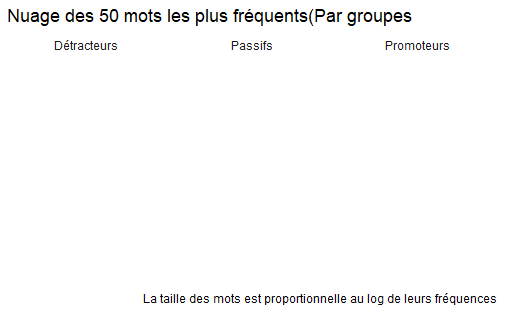 Nuage des 50 mots les plus fréquents(Par groupes
Détracteurs Passifs Promoteurs
La taille des mots est proportionnelle au log de leurs fréquences